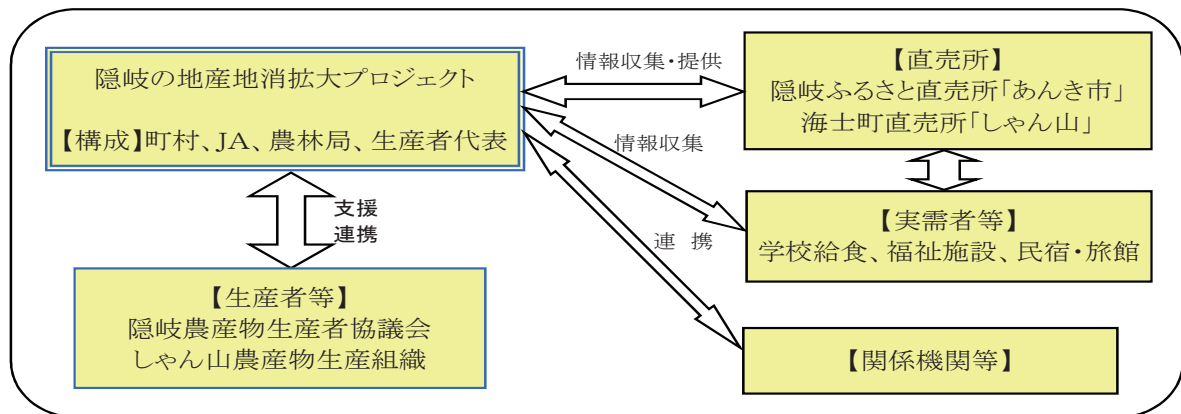 隠岐の地産地消拡大プロジェクト
【構成】町村、JA、農林局、生産者代表
情報収集・提供
【直売所】
隠岐ふるさと直売所「あんき市」
海士町直売所「しゃん山」
情報収集
支援
連携
連 携
【実需者等】
学校給食、福祉施設、民宿・旅館
【生産者等】
隠岐農産物生産者協議会
しゃん山農産物生産組織
【関係機関等】